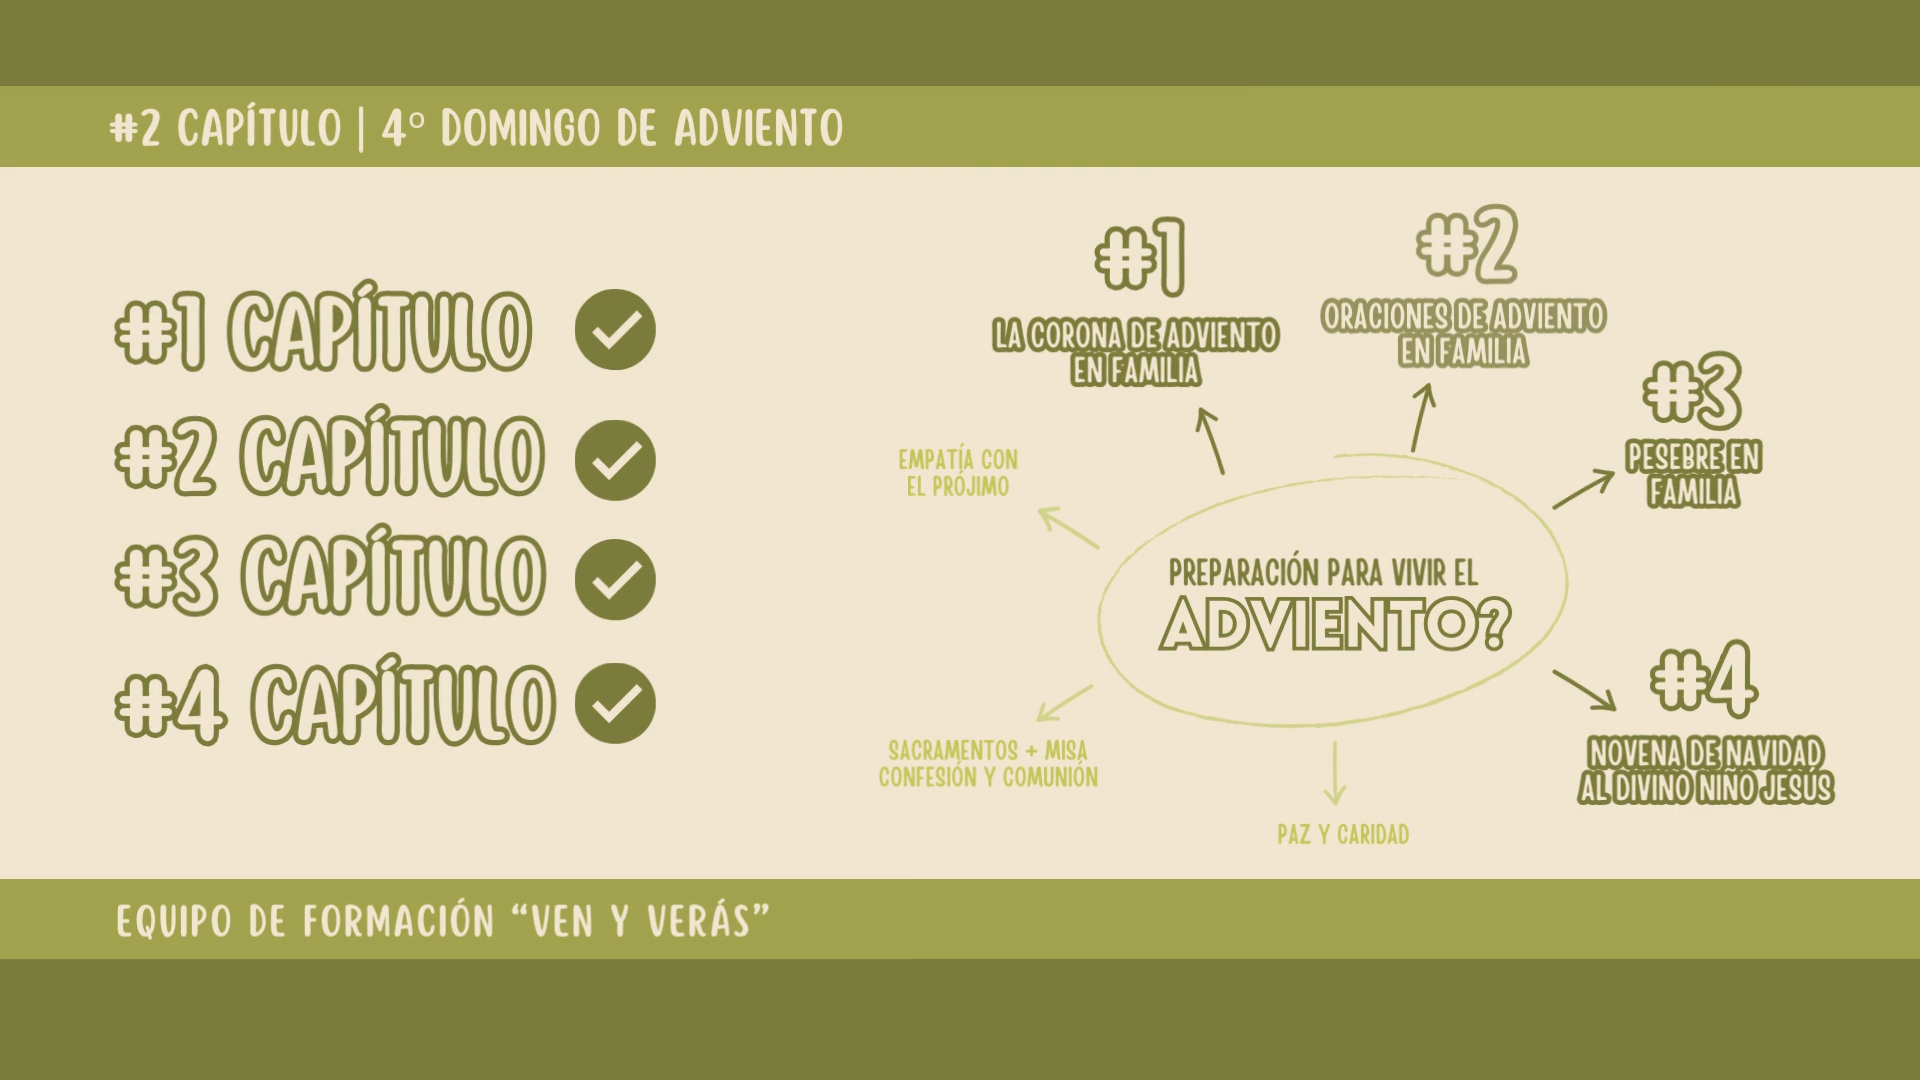 #2 CAPÍTULO | 4° DOMINGO DE ADVIENTO
#1 CAPÍTULO
#2 CAPÍTULO
#3 CAPÍTULO
#4 CAPÍTULO
#1
LA CORONA DE ADVIENTO
EN FAMILIA
#2
ORACIONES DE ADVIENTO
EN FAMILIA
#3
PESEBRE EN
FAMILIA
EMPATÍA CON
EL PRÓJIMO
PREPARACIÓN PARA VIVIR EL
ADVIENTO?
#4
NOVENA DE NAVIDAD
AL DIVINO NIÑO JESÚS
SACRAMENTOS + MISA
CONFESIÓN Y COMUNIÓN
PAZ Y CARIDAD
EQUIPO DE FORMACIÓN “VEN Y VERÁS”